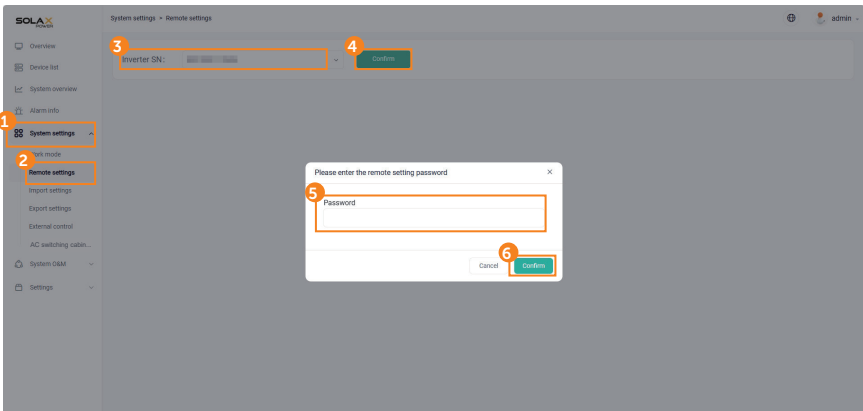 SOLAX
POWER
System settings > Remote settings
admin
Overview
Device list
System overview
Alarm info
1
System settings
Work mode
2
Remote settings
Import settings
Export settings
External control
AC switching cabin...
System O&M
Settings
3
Inverter SN:
4
Confirm
Please enter the remote setting password
5
Password
6
Cancel
Confirm